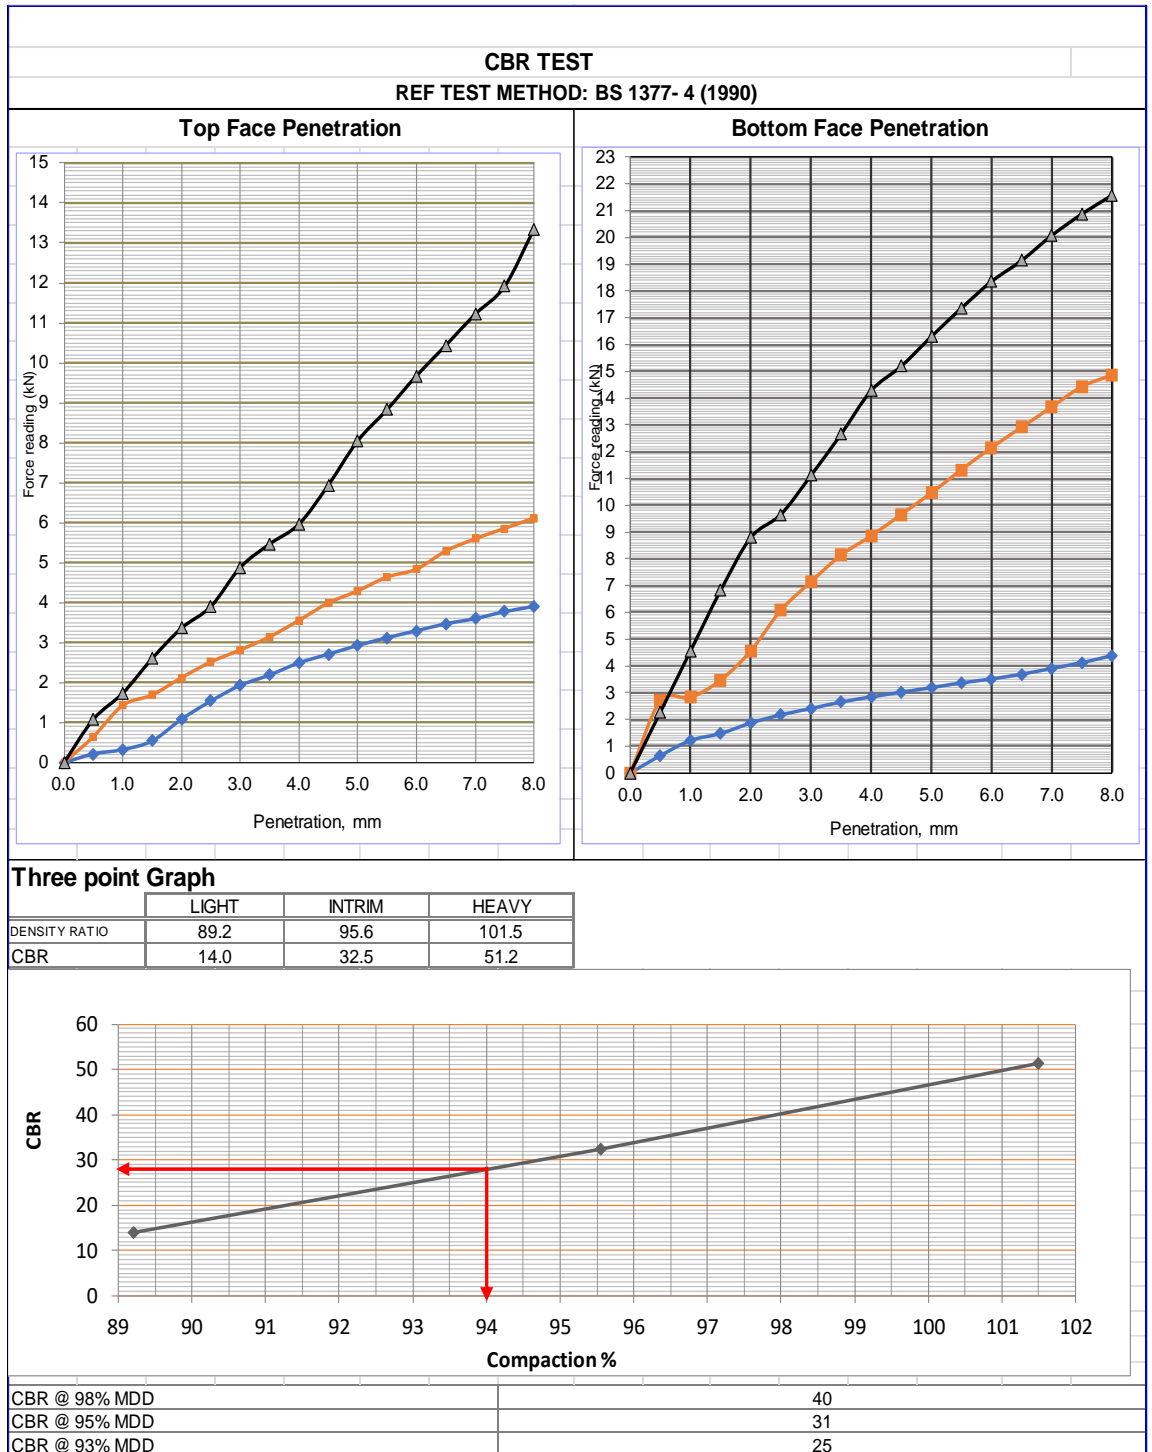 CBR TEST
REF TEST METHOD: BS 1377- 4 (1990)
Top Face Penetration
Bottom Face Penetration
15
14
13
12
11
10
9
8
7
6
5
4
3
2
1
0
Force reading (kN)
0.0 1.0 2.0 3.0 4.0 5.0 6.0 7.0 8.0
Penetration, mm
23
22
21
20
19
18
17
16
15
14
13
12
11
10
9
8
7
6
5
4
3
2
1
0
Force reading (kN)
0.0 1.0 2.0 3.0 4.0 5.0 6.0 7.0 8.0
Penetration, mm
Three point Graph
LIGHT INTRIM HEAVY
DENSITY RATIO 89.2 95.6 101.5
CBR 14.0 32.5 51.2
60
50
40
30
20
10
0
CBR
89 90 91 92 93 94 95 96 97 98 99 100 101 102
Compaction %
CBR @ 98% MDD 40
CBR @ 95% MDD 31
CBR @ 93% MDD 25